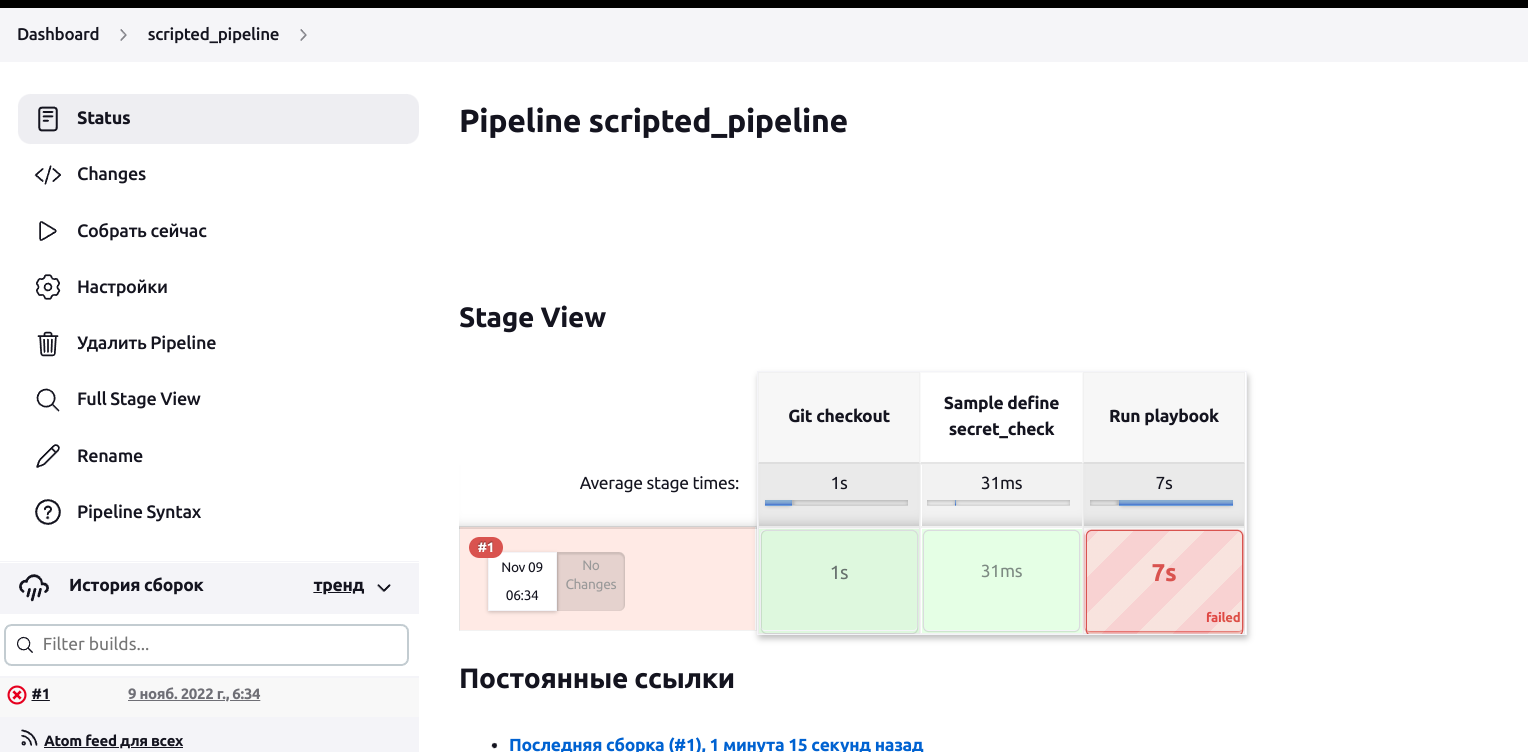 Dashboard
scripted_pipeline
Status
Changes
Собрать сейчас
Настройки
Удалить Pipeline
Full Stage View
Rename
Pipeline Syntax
История сборок
тренд
Filter builds...
#1
9 нояб. 2022 г., 6:34
Atom feed для всех
Pipeline scripted_pipeline
Stage View
Git checkout
Sample define
secret_check
Run playbook
Average stage times:
1s
31ms
7s
#1
Nov 09
06:34
No
Changes
1s
31ms
7s
failed
Постоянные ссылки
Последняя сборка (#1), 1 минута 15 секунд назад